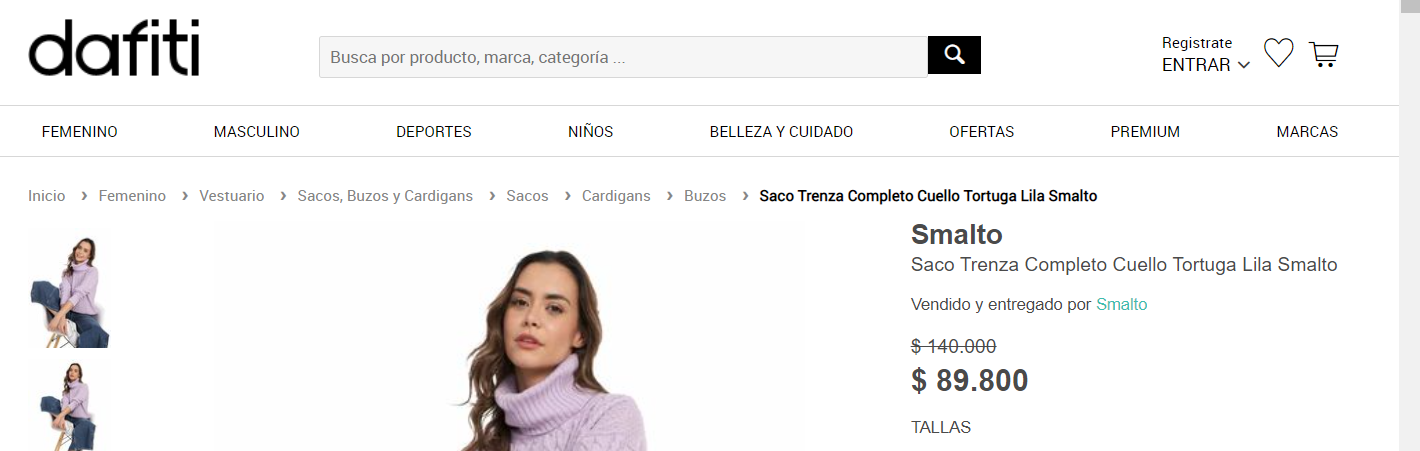 dafiti
Busca por producto, marca, categoría ...
Registrate
ENTRAR
FEMENINO MASCULINO DEPORTES NIÑOS BELLEZA Y CUIDADO OFERTAS PREMIUM MARCAS
Inicio › Femenino › Vestuario › Sacos, Buzos y Cardigans › Sacos › Cardigans › Buzos › Saco Trenza Completo Cuello Tortuga Lila Smalto
Smalto
Saco Trenza Completo Cuello Tortuga Lila Smalto
Vendido y entregado por Smalto
$ 140.000
$ 89.800
TALLAS